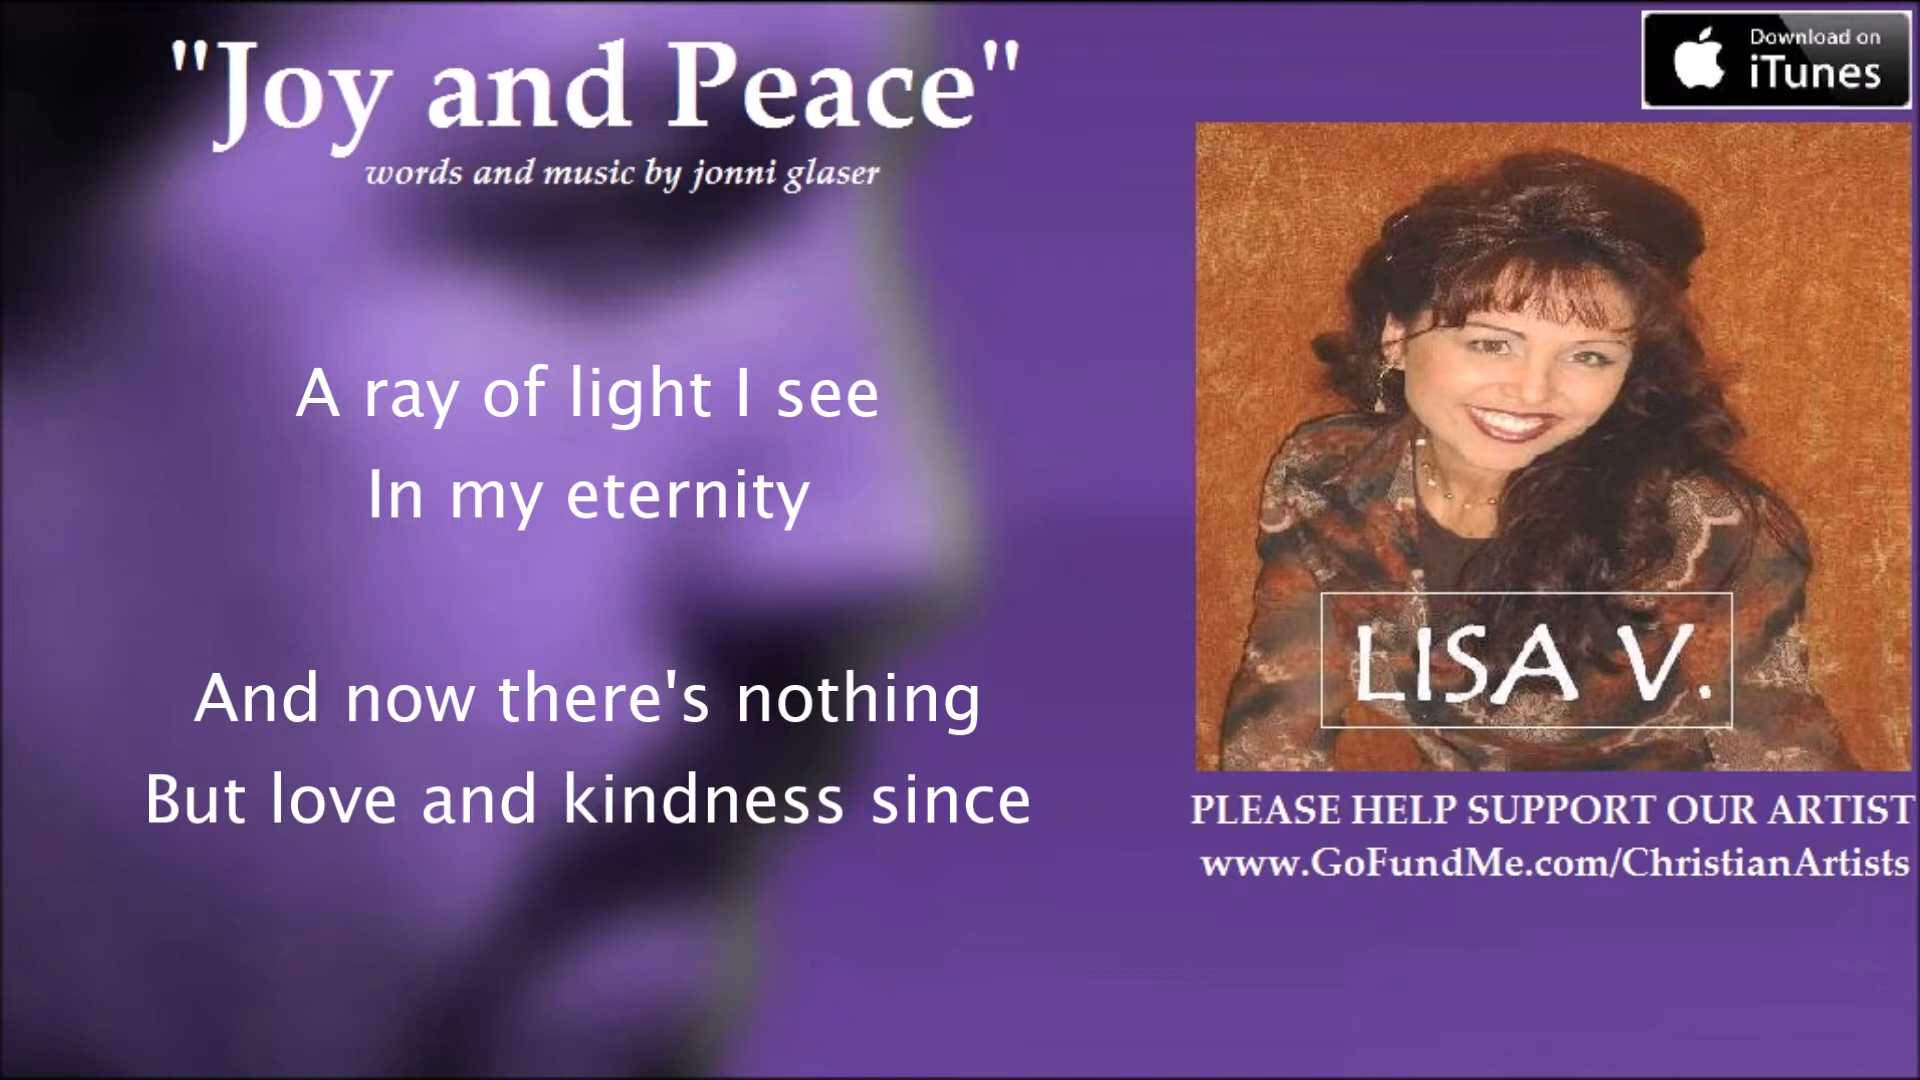 "Joy and Peace"
words and music by jonni glaser
A ray of light I see
In my eternity
And now there's nothing
But love and kindness since
Download on
iTunes
LISA V.
PLEASE HELP SUPPORT OUR ARTIST
www.GoFundMe.com/ChristianArtists